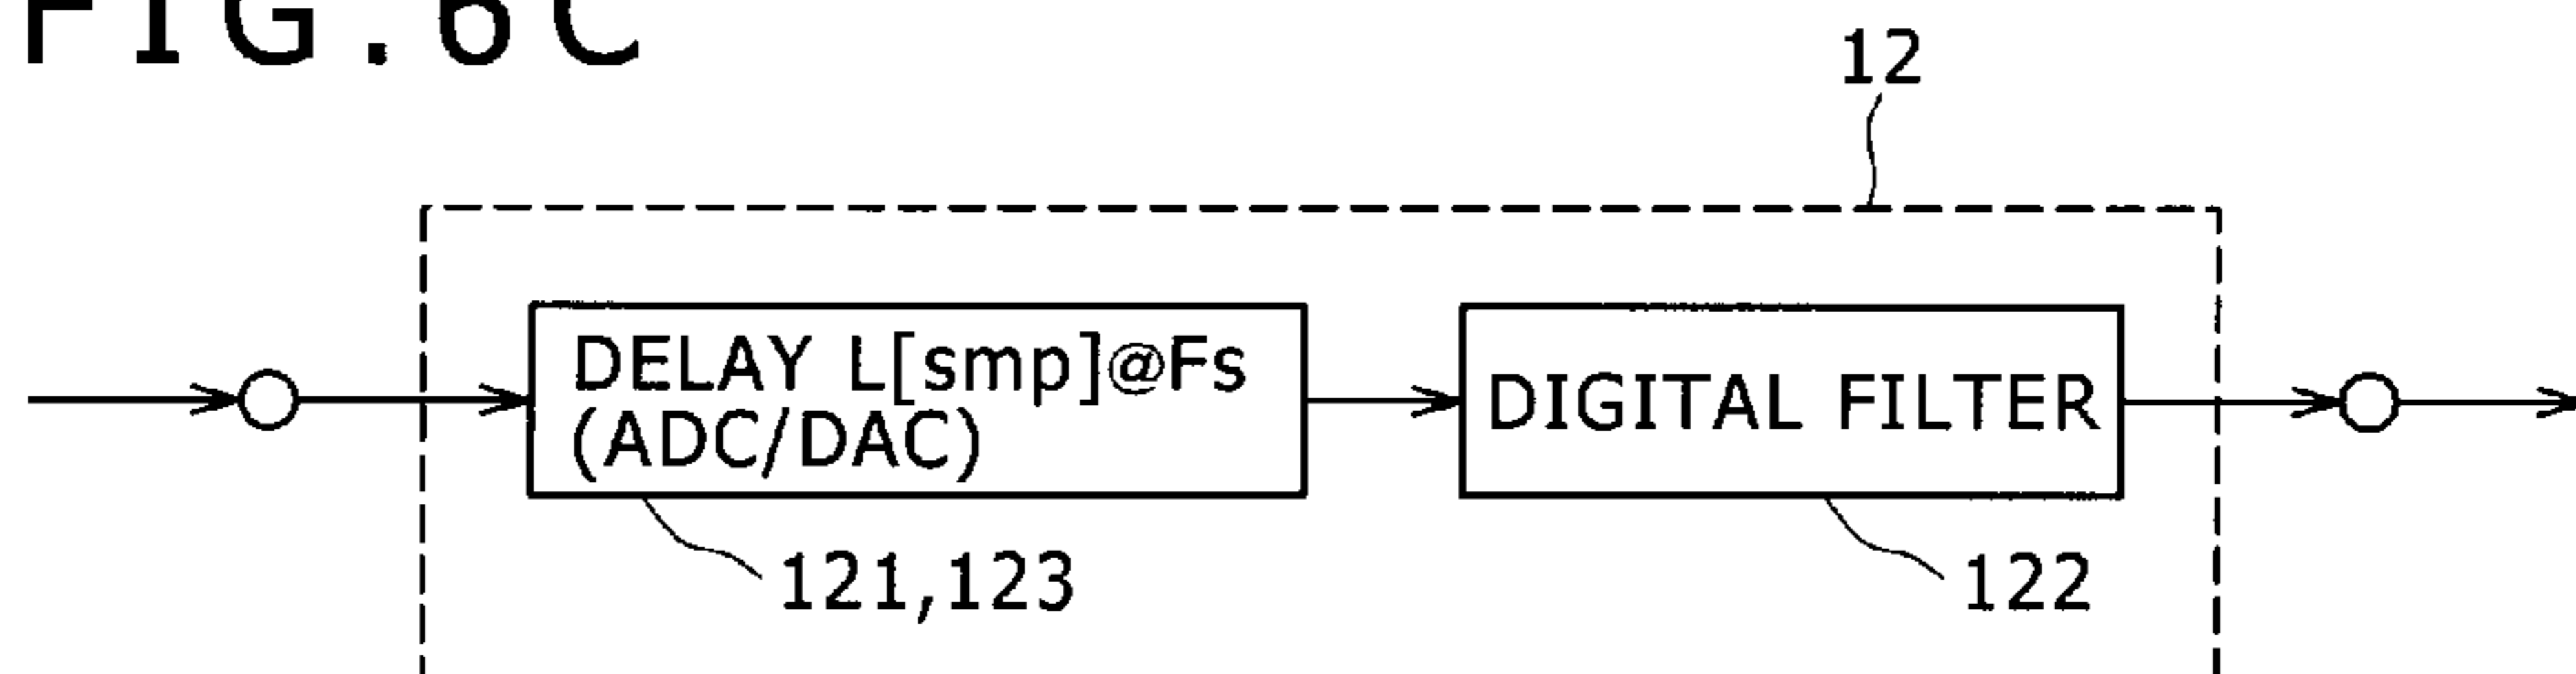 FIG.6C
12
DELAY L[smp]@Fs
(ADC/DAC)
DIGITAL FILTER
121,123
122